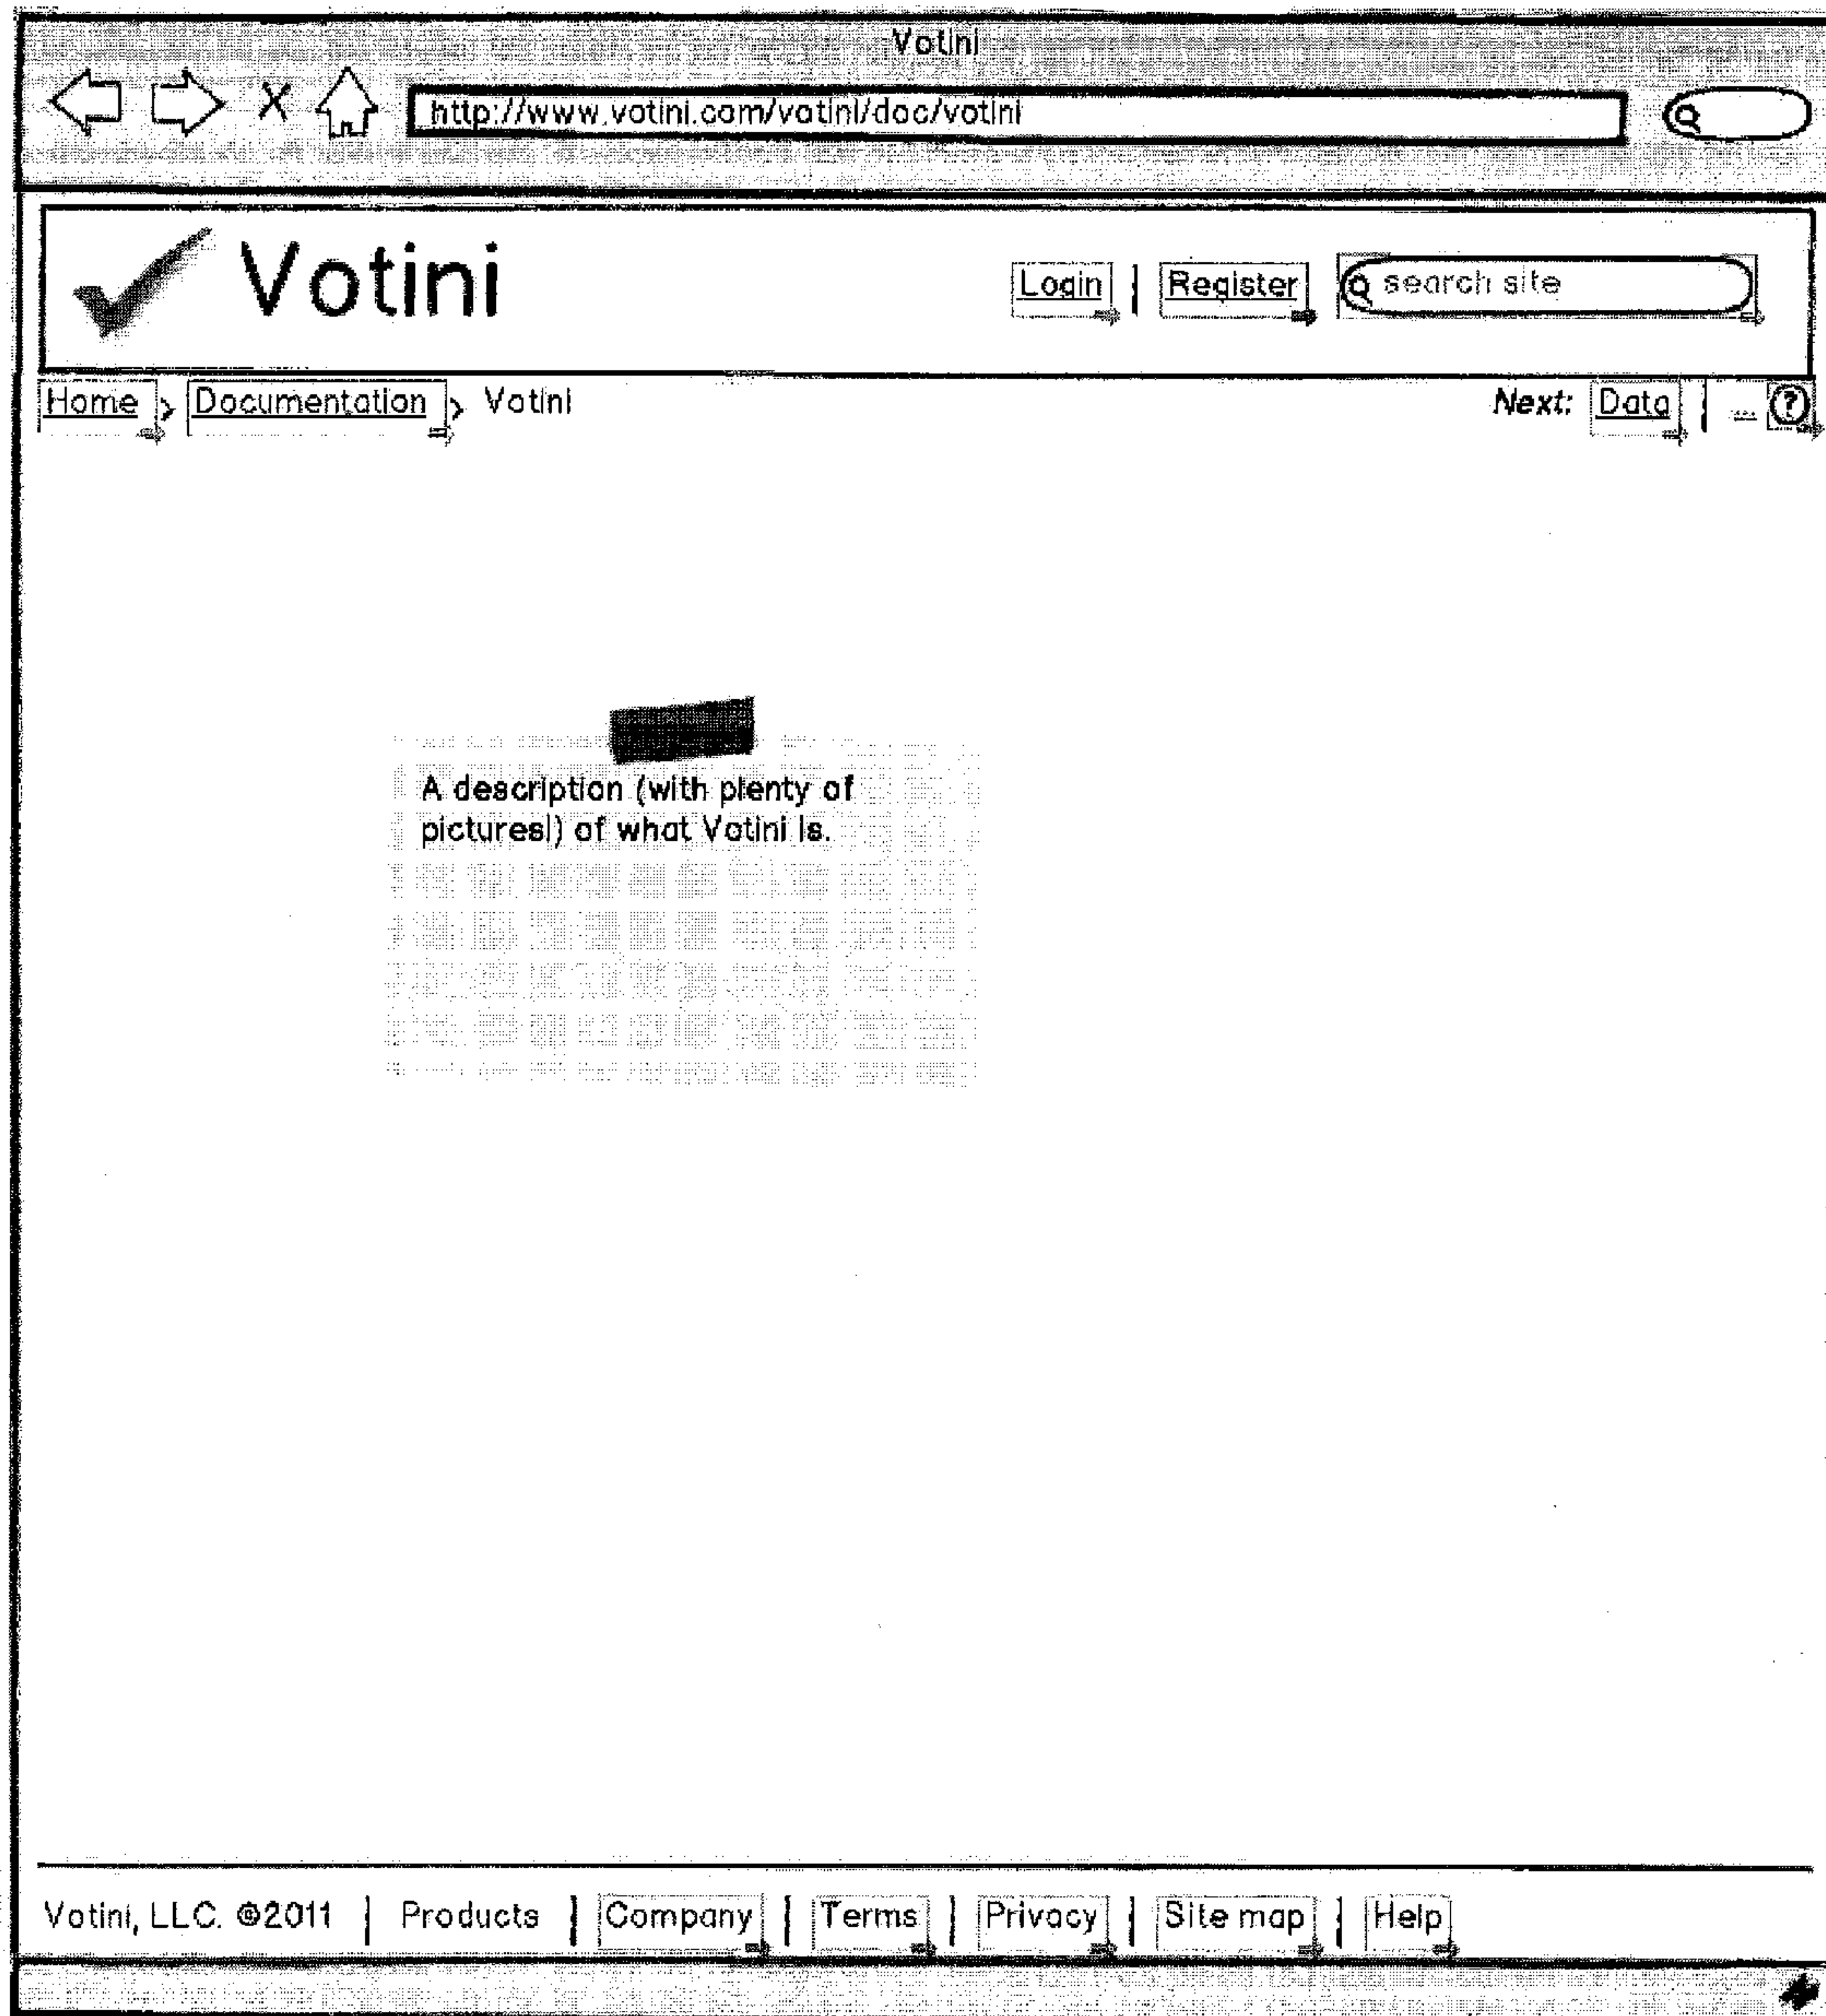 Votini
http://www.votini.com/votini/doc/votini
Votini
Login | Register search site
Home > Documentation > Votini Next: Data | ... ?
A description (with plenty of
pictures!) of what Votini is.
Votini, LLC. ©2011 | Products | Company | Terms | Privacy | Site map | Help